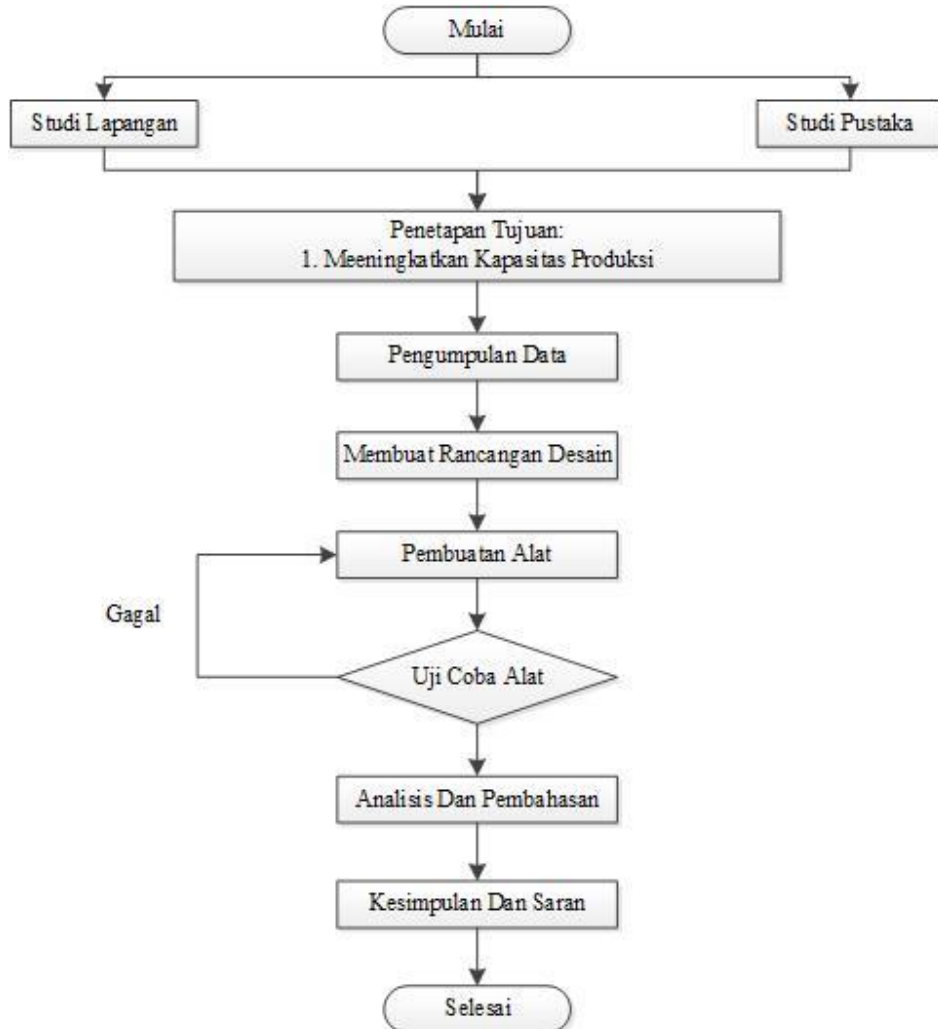 Mulai
Studi Lapangan
Studi Pustaka
Penetapan Tujuan:
1. Meeningkatkan Kapasitas Produksi
Pengumpulan Data
Membuat Rancangan Desain
Pembuatan Alat
Gagal
Uji Coba Alat
Analisis Dan Pembahasan
Kesimpulan Dan Saran
Selesai